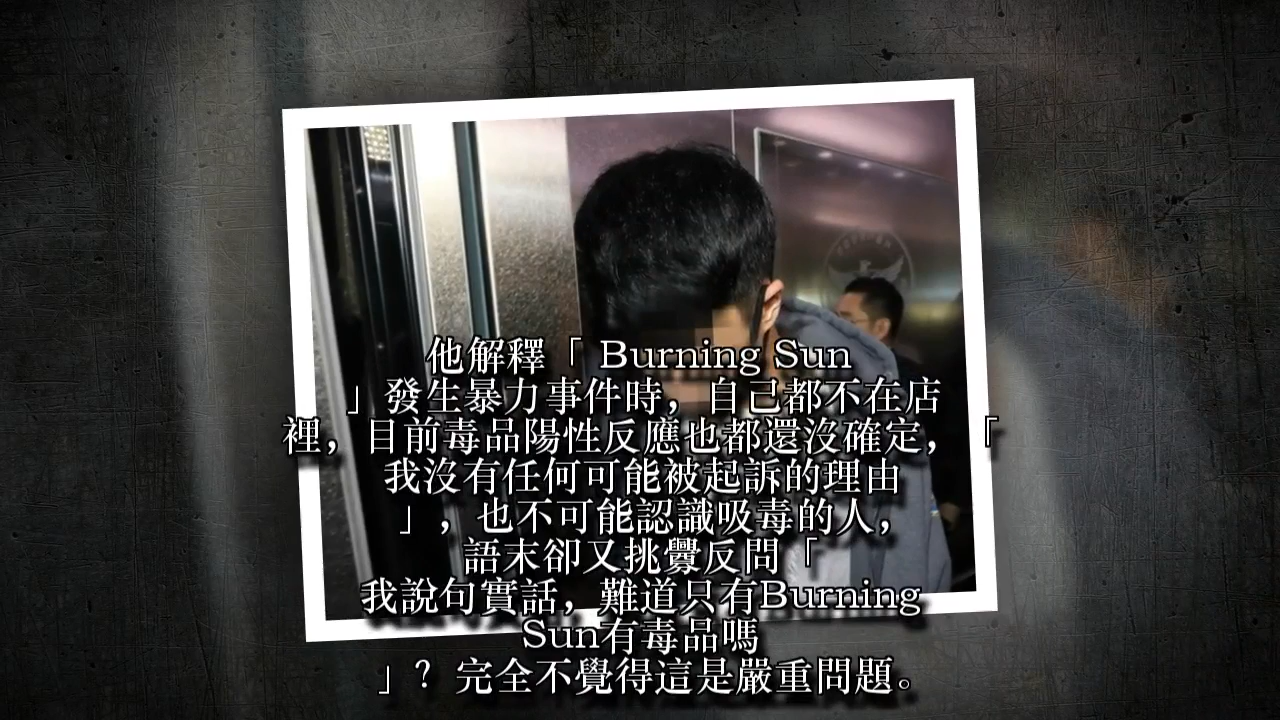 他解釋「 Burning Sun
」發生暴力事件時，自己都不在店
裡，目前毒品陽性反應也都還沒確定，「
我沒有任何可能被起訴的理由
」，也不可能認識吸毒的人，
語末卻又挑釁反問「
我說句實話，難道只有Burning
Sun有毒品嗎
」？完全不覺得這是嚴重問題。